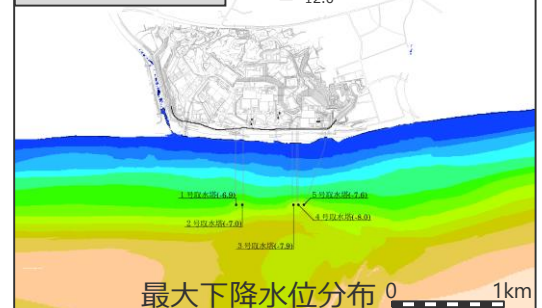 12.0
1号取水塔(-6.9)
5号取水塔(-7.6)
2号取水塔(-7.0)
4号取水塔(-8.0)
3号取水塔(-7.9)
最大下降水位分布
0 1km